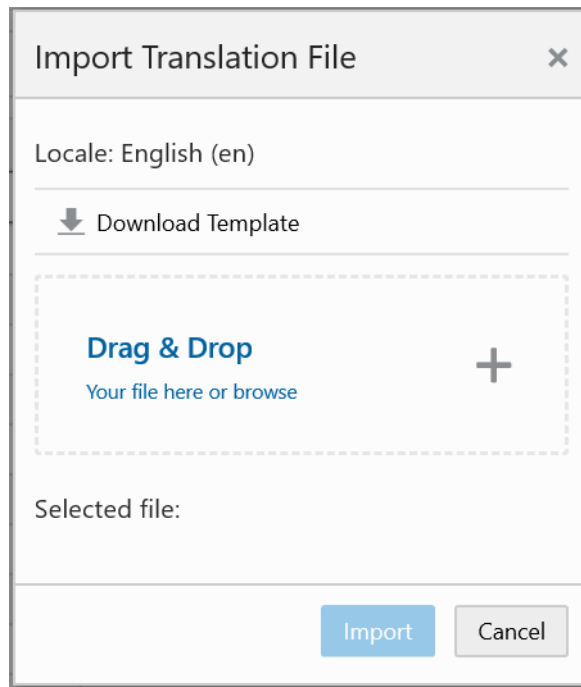 Import Translation File
Locale: English (en)
Download Template
Drag & Drop
Your file here or browse
Selected file:
Import Cancel